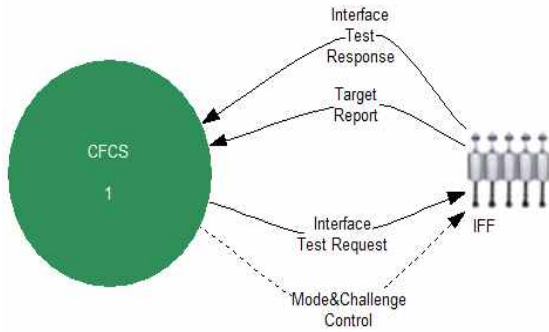 Interface
Test
Response
Target
Report
CFCS
1
Interface
Test Request
IFF
Mode&Challenge
Control